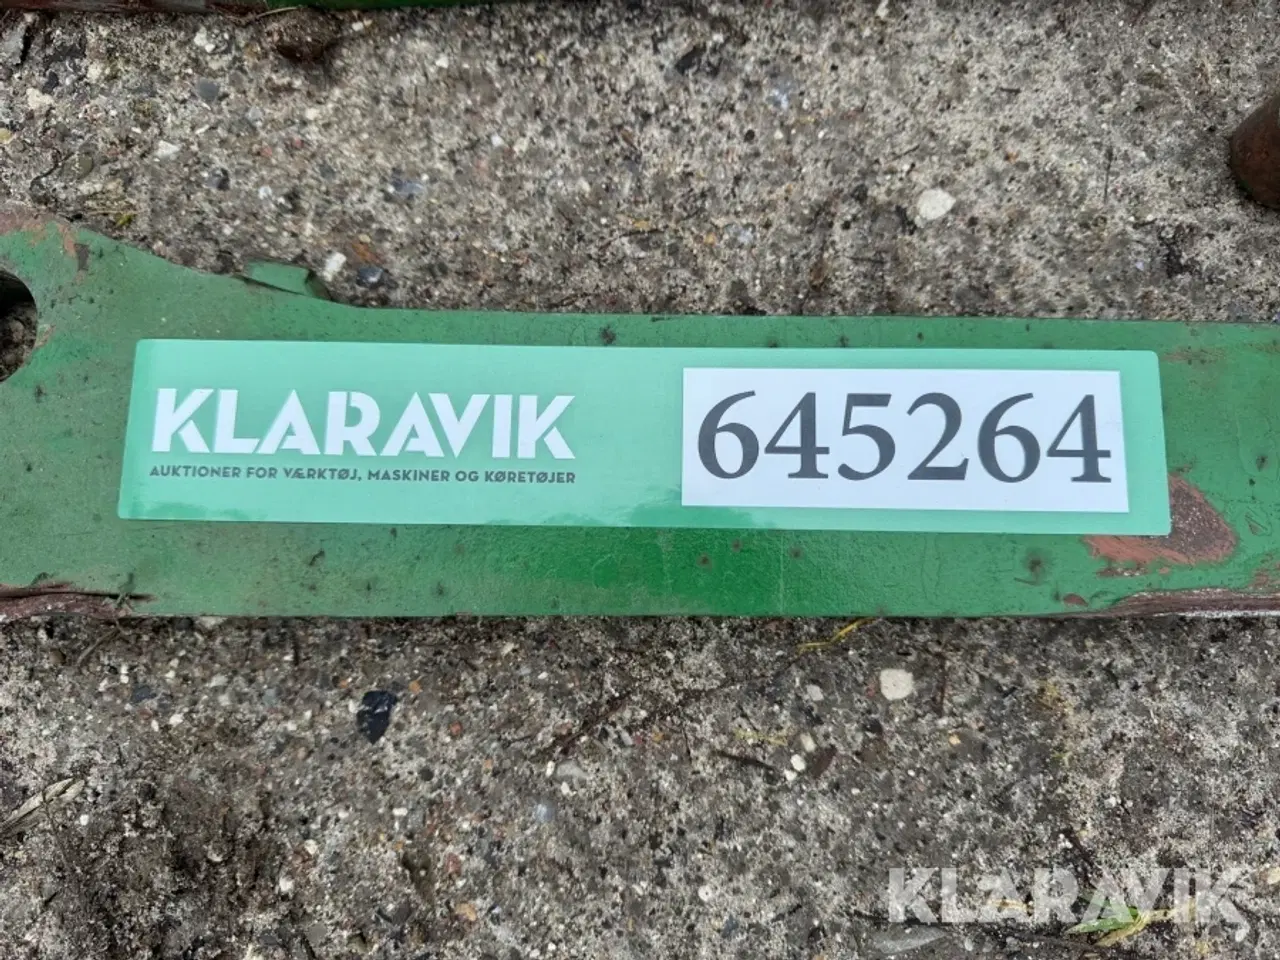 KLARAVIK
AUKTIONER FOR VÆRKTØJ, MASKINER OG KØRETØJER
645264
KLARAVIK